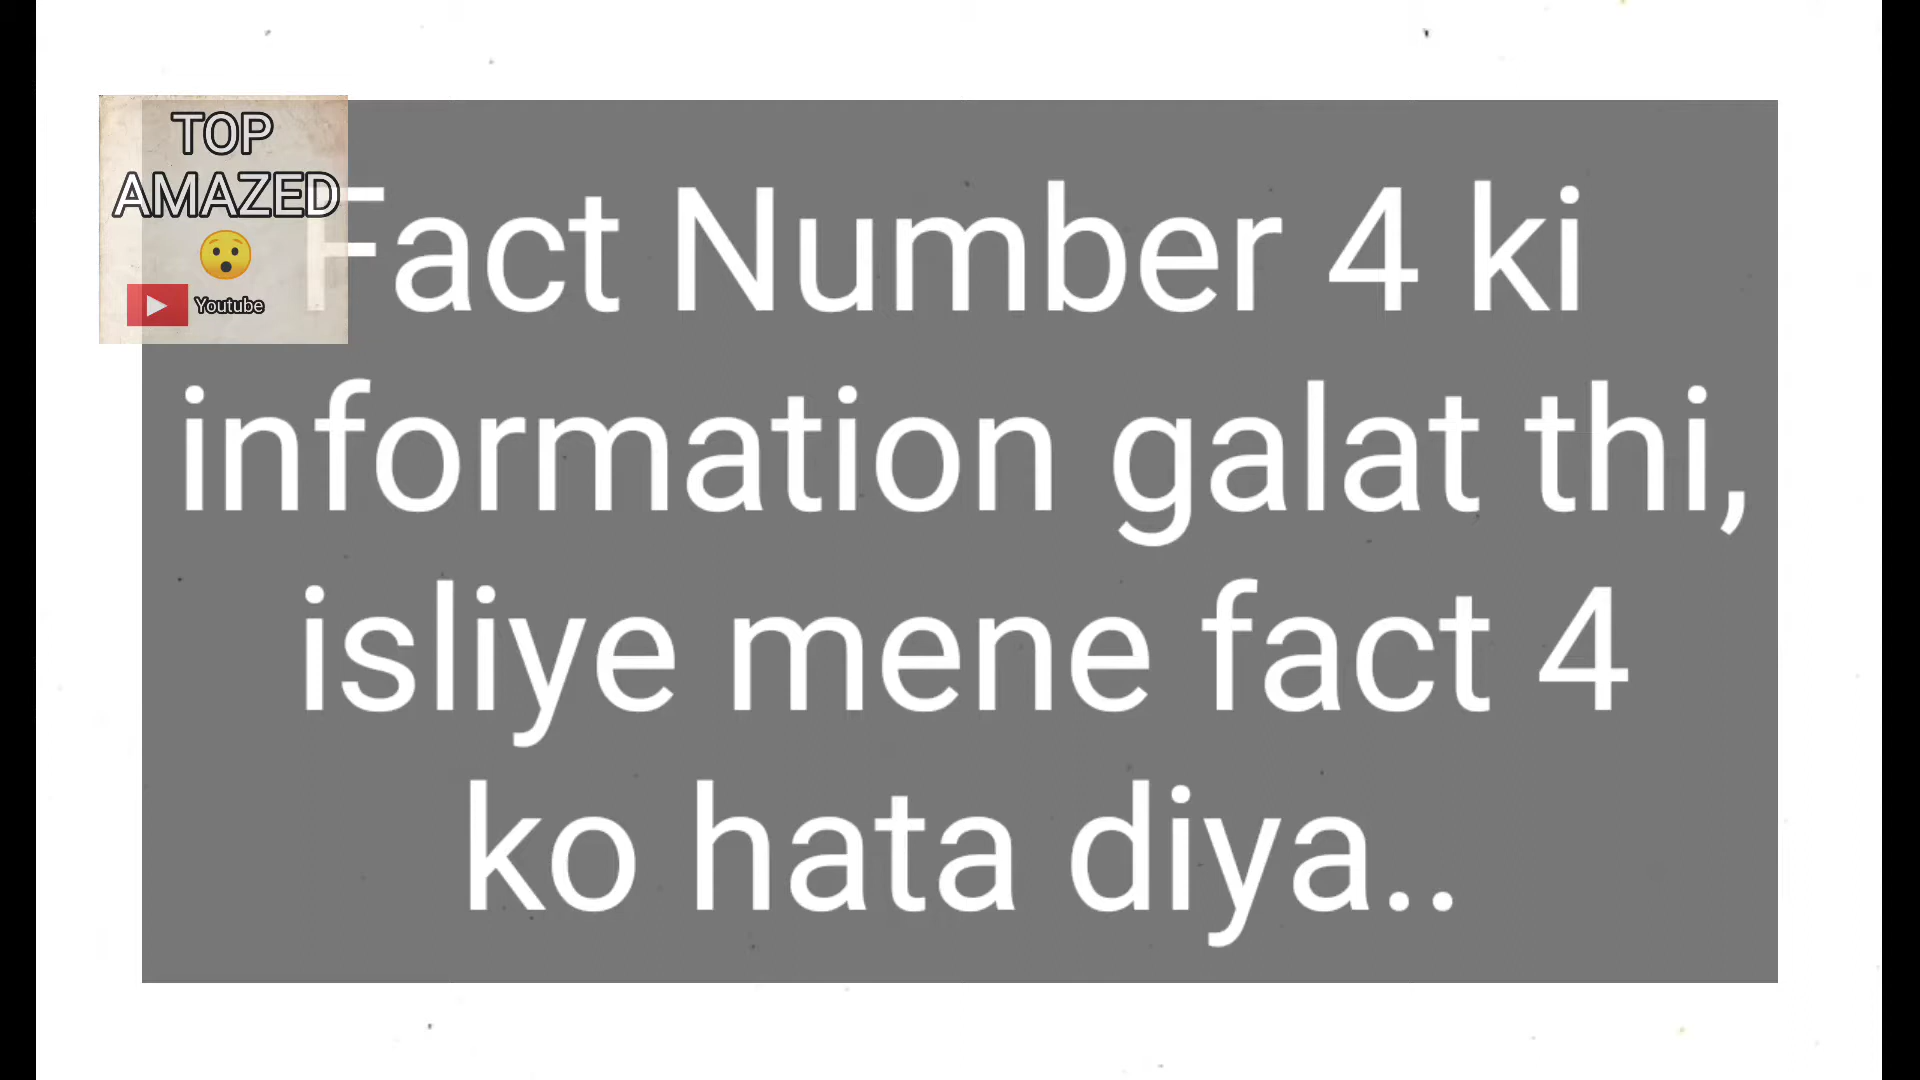 TOP
AMAZED
Youtube
Fact Number 4 ki
information galat thi,
isliye mene fact 4
ko hata diya..